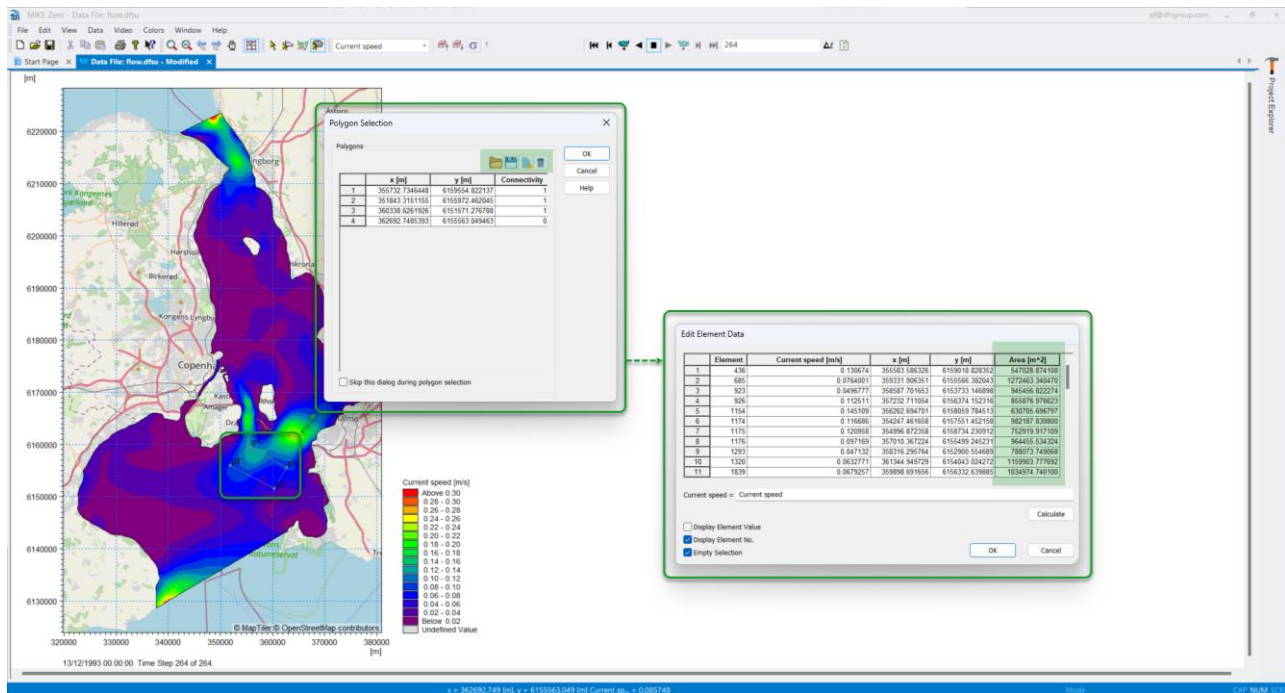 MIKE Zero - Data File: flow.dfsu
File Edit View Data Video Colors Window Help
Current speed
264
Start Page
Data File: flow.dfsu - Modified
Project Explorer
[m]
6220000
6210000
6200000
6190000
6180000
6170000
6160000
6150000
6140000
6130000
320000 330000 340000 350000 360000 370000 380000
[m]
Hillerød
Birkerød
Kongens Lyngby
© MapTiler © OpenStreetMap contributors
13/12/1993 00:00:00 Time Step 264 of 264.
Current speed [m/s]
Above 0.30
0.28 - 0.30
0.26 - 0.28
0.24 - 0.26
0.22 - 0.24
0.20 - 0.22
0.18 - 0.20
0.16 - 0.18
0.14 - 0.16
0.12 - 0.14
0.10 - 0.12
0.08 - 0.10
0.06 - 0.08
0.04 - 0.06
0.02 - 0.04
Below 0.02
Undefined Value
Polygon Selection
Polygons
OK
Cancel
Help
x [m] y [m] Connectivity
1 355732.7346448 6159554.822137 1
2 351843.3151155 6155972.462045 1
3 360338.6261926 6151571.276788 1
4 362692.7485393 6155563.049463 0
Skip this dialog during polygon selection
Edit Element Data
Element Current speed [m/s] x [m] y [m] Area [m^2]
1 436 0.130674 355583.586326 6159018.828352 547028.874108
2 685 0.0764001 359331.906351 6155566.382043 1272463.340470
3 923 0.0496777 358587.701653 6153733.146898 945456.822274
4 926 0.112511 357232.711054 6156374.152316 855876.976623
5 1154 0.145109 356262.694701 6158059.784513 630705.696797
6 1174 0.116686 354247.461658 6157551.452158 982187.830800
7 1175 0.120958 354996.872358 6158734.230912 752919.917109
8 1176 0.097169 357010.367224 6155499.245231 964455.534324
9 1293 0.047132 358316.295764 6152900.554689 788073.749068
10 1320 0.0632771 361344.949729 6154043.024272 1159903.777692
11 1839 0.0679257 359898.691656 6156332.639885 1034974.740100
Current speed = Current speed
Calculate
Display Element Value
Display Element No.
Empty Selection
OK
Cancel
x = 362692.749 [m], y = 6155563.049 [m] Current sp... = 0.085748
Mode
CAP NUM